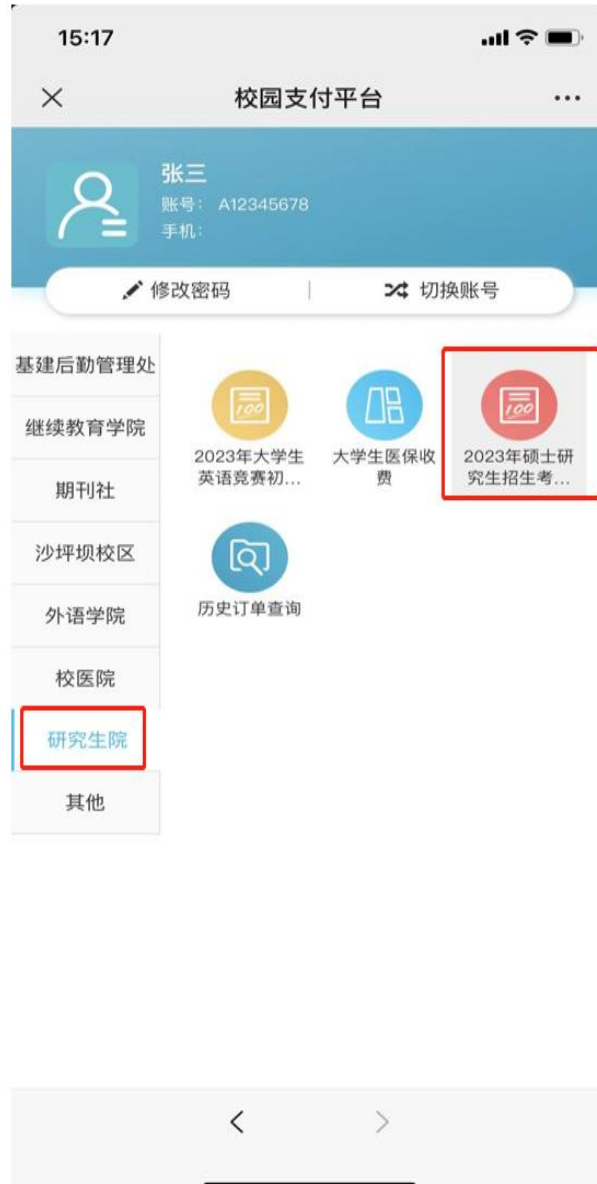 15:17
校园支付平台
张三
账号： A12345678
手机：
修改密码
切换账号
基建后勤管理处
继续教育学院
期刊社
沙坪坝校区
外语学院
校医院
研究生院
其他
100
2023年大学生
英语竞赛初...
大学生医保收
费
100
2023年硕士研
究生招生考...
历史订单查询